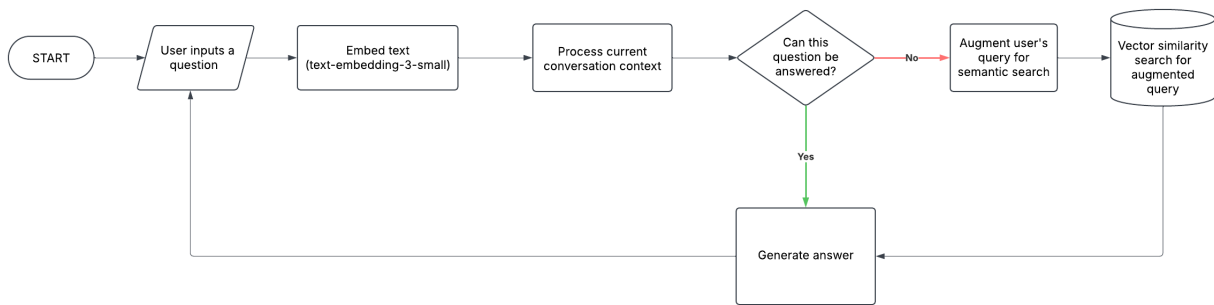 START
User inputs a
question
Embed text
(text-embedding-3-small)
Process current
conversation context
Can this
question be
answered?
No
Augment user's
query for
semantic search
Vector similarity
search for
augmented
query
Yes
Generate answer